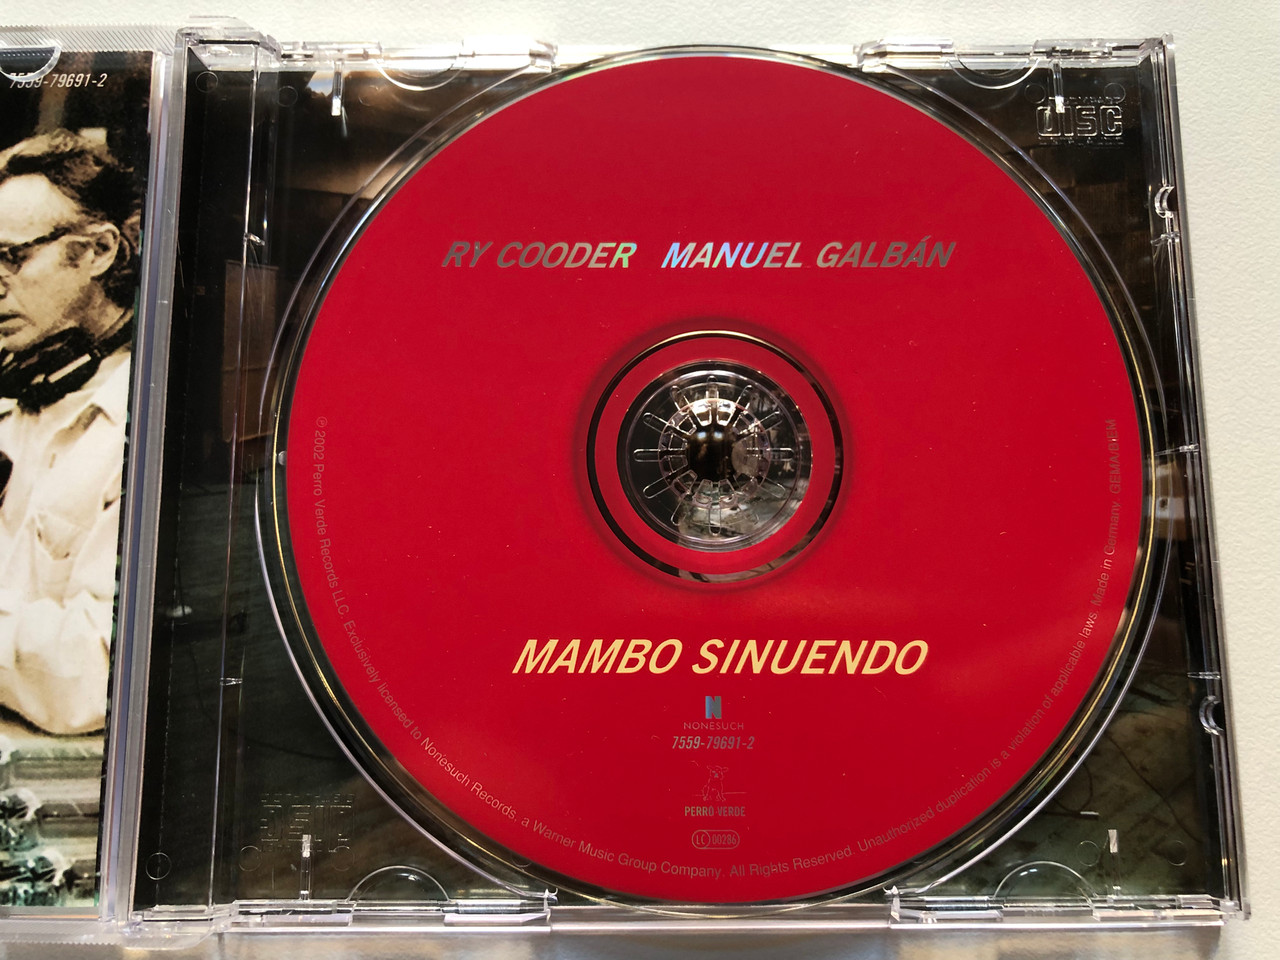 7559-79691-2
DISC
RY COODER MANUEL GALBÁN
MAMBO SINUENDO
N
NONESUCH
7559-79691-2
PERRO VERDE
LC 00286
℗ 2002 Perro Verde Records LLC. Exclusively licensed to Nonesuch Records, a Warner Music Group Company. All Rights Reserved. Unauthorized duplication is a violation of applicable laws. Made in Germany. GEMA/BIEM